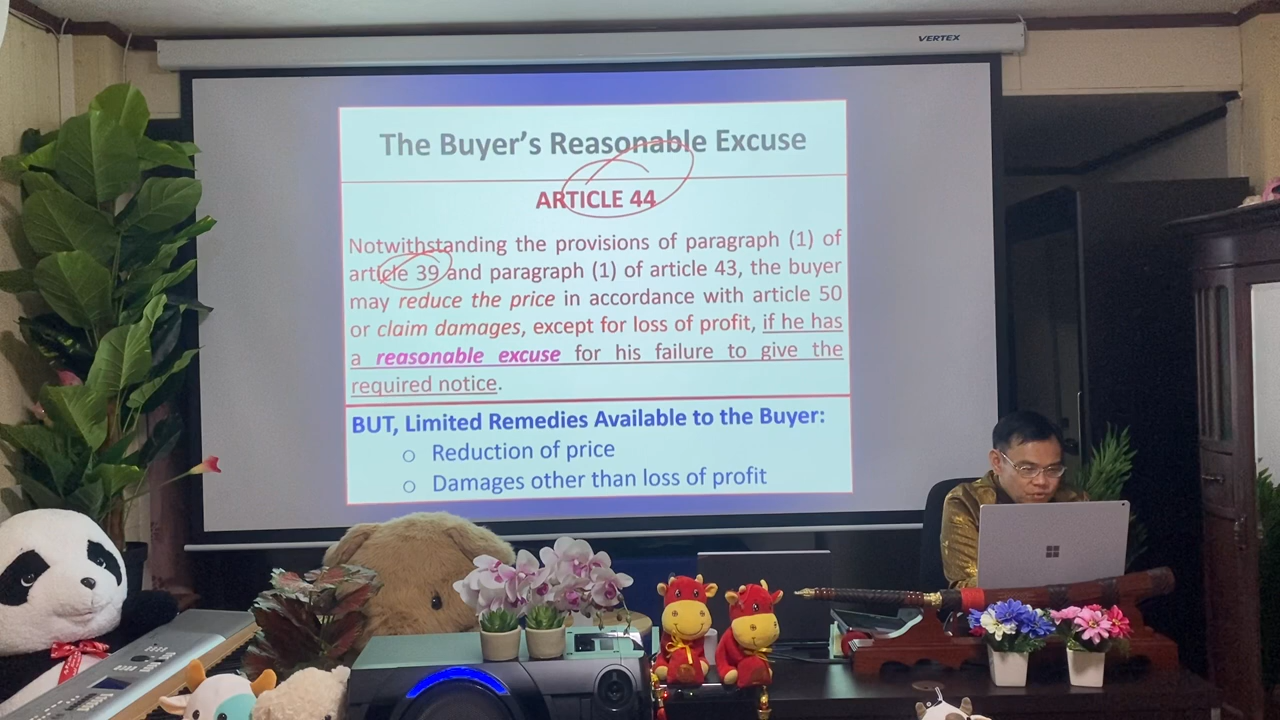 VERTEX
The Buyer's Reasonable Excuse
ARTICLE 44
Notwithstanding the provisions of paragraph (1) of
article 39 and paragraph (1) of article 43, the buyer
may reduce the price in accordance with article 50
or claim damages, except for loss of profit, if he has
a reasonable excuse for his failure to give the
required notice.
BUT, Limited Remedies Available to the Buyer:
○ Reduction of price
○ Damages other than loss of profit